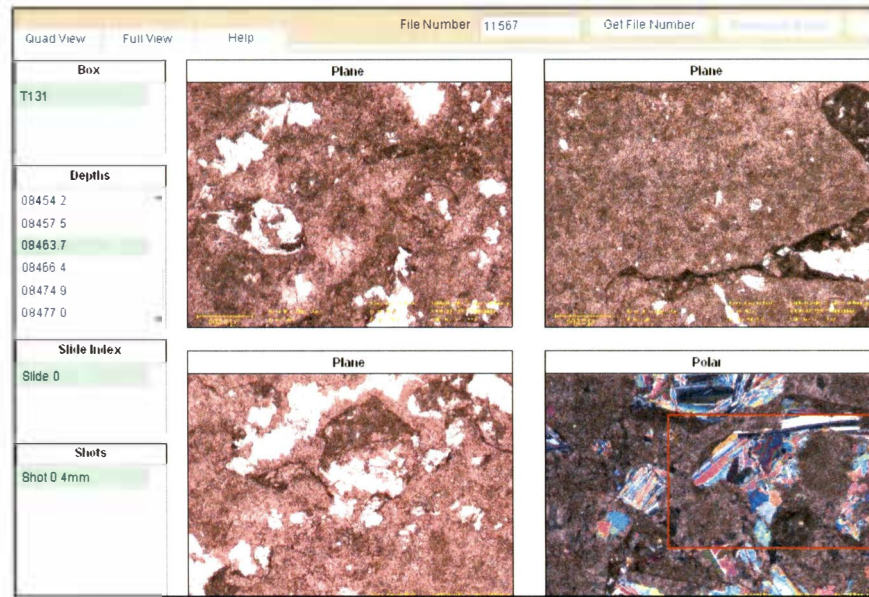 File Number 11567 Get File Number
Quad View Full View Help
Box
T131
Depths
08454 2
08457 5
08463.7
08466 4
08474 9
08477 0
Slide Index
Slide 0
Shots
Shot 0 4mm
Plane
Plane
Plane
Polar